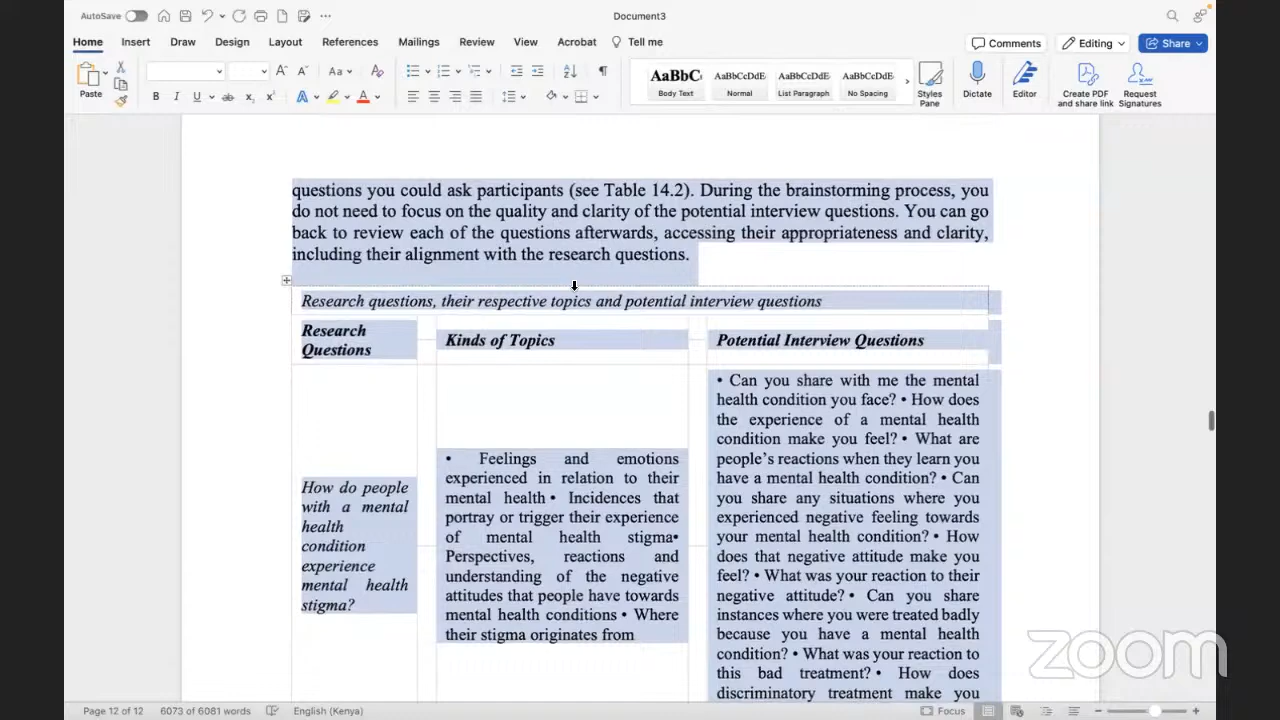 AutoSave
Document3
Home Insert Draw Design Layout References Mailings Review View Acrobat Tell me
Comments Editing Share
Paste
Aa
B I U ab x₂ x² A A
AaBbC AaBbCcDdE AaBbCcDdE AaBbCcDdE
Body Text Normal List Paragraph No Spacing
Styles Pane
Dictate
Editor
Create PDF and share link
Request Signatures
questions you could ask participants (see Table 14.2). During the brainstorming process, you
do not need to focus on the quality and clarity of the potential interview questions. You can go
back to review each of the questions afterwards, accessing their appropriateness and clarity,
including their alignment with the research questions.
Research questions, their respective topics and potential interview questions
Research
Questions
Kinds of Topics
Potential Interview Questions
How do people
with a mental
health
condition
experience
mental health
stigma?
• Feelings and emotions
experienced in relation to their
mental health • Incidences that
portray or trigger their experience
of mental health stigma•
Perspectives, reactions and
understanding of the negative
attitudes that people have towards
mental health conditions • Where
their stigma originates from
• Can you share with me the mental
health condition you face? • How does
the experience of a mental health
condition make you feel? • What are
people's reactions when they learn you
have a mental health condition? • Can
you share any situations where you
experienced negative feeling towards
your mental health condition? • How
does that negative attitude make you
feel? • What was your reaction to their
negative attitude? • Can you share
instances where you were treated badly
because you have a mental health
condition? • What was your reaction to
this bad treatment? • How does
discriminatory treatment make you
zoom
Page 12 of 12 6073 of 6081 words English (Kenya) Focus